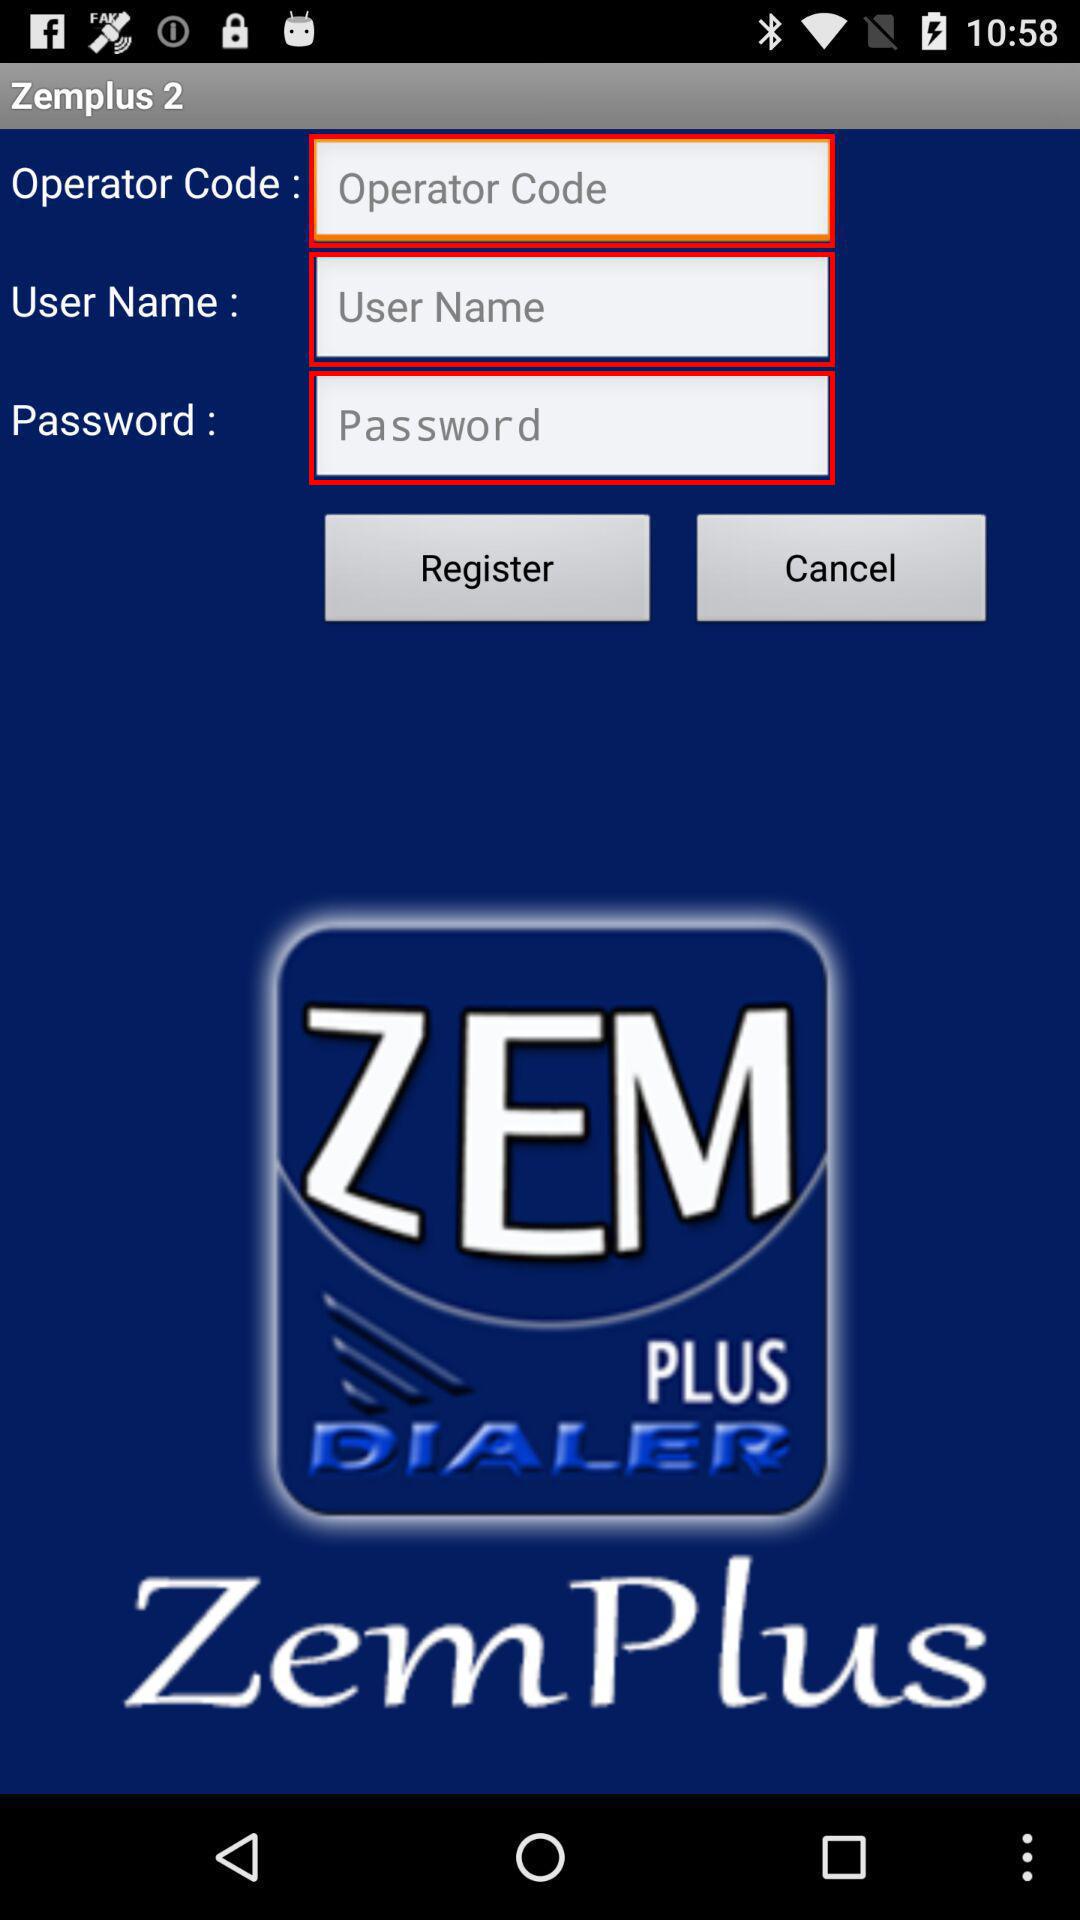 FAKE
10:58
Zemplus 2
Operator Code : Operator Code
User Name : User Name
Password : Password
Register Cancel
ZEM
PLUS
DIALER
ZemPlus